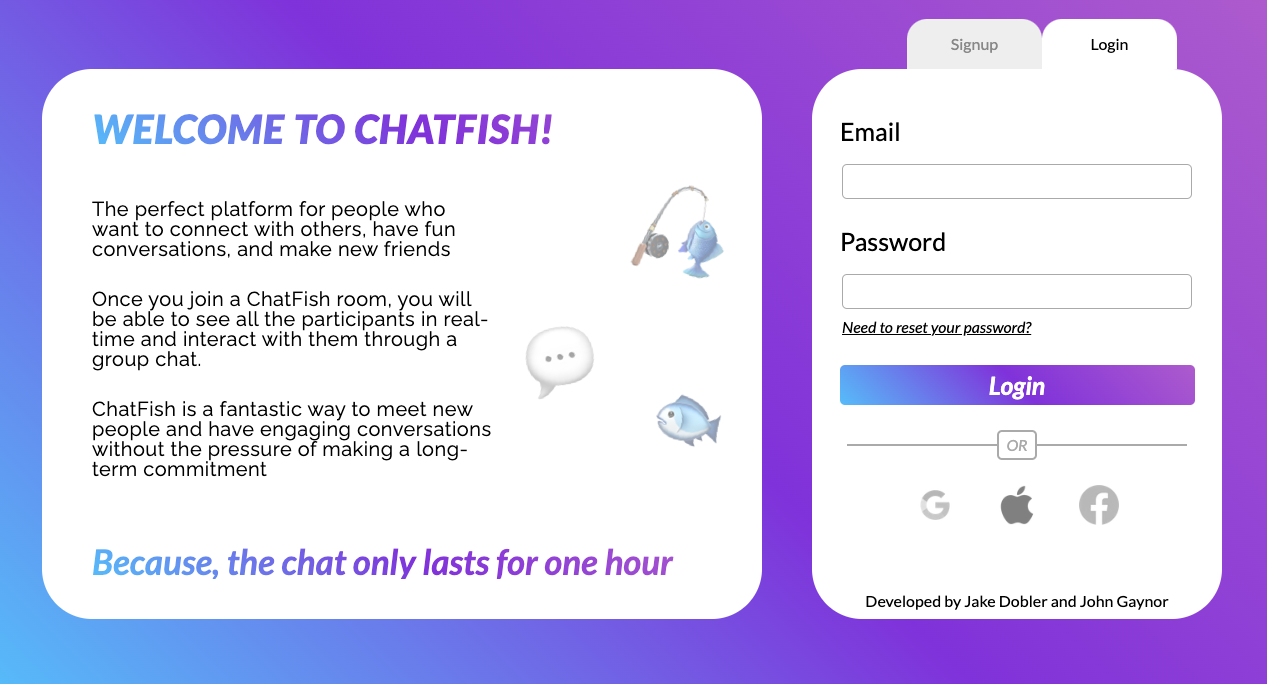 Signup
Login
WELCOME TO CHATFISH!
The perfect platform for people who
want to connect with others, have fun
conversations, and make new friends
Once you join a ChatFish room, you will
be able to see all the participants in real-
time and interact with them through a
group chat.
ChatFish is a fantastic way to meet new
people and have engaging conversations
without the pressure of making a long-
term commitment
Because, the chat only lasts for one hour
Email
Password
Need to reset your password?
Login
OR
Developed by Jake Dobler and John Gaynor